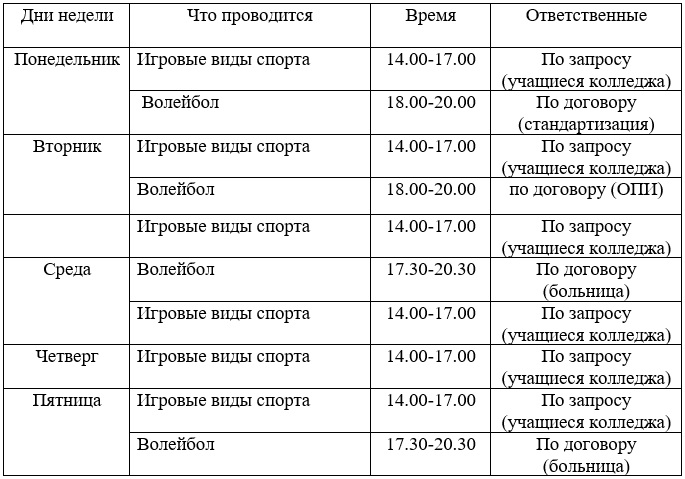 Дни недели Что проводится Время Ответственные
Понедельник Игровые виды спорта 14.00-17.00 По запросу
(учащиеся колледжа)
Волейбол 18.00-20.00 По договору
(стандартизация)
Вторник Игровые виды спорта 14.00-17.00 По запросу
(учащиеся колледжа)
Волейбол 18.00-20.00 по договору (ОПИ)
Игровые виды спорта 14.00-17.00 По запросу
(учащиеся колледжа)
Среда Волейбол 17.30-20.30 По договору
(больница)
Игровые виды спорта 14.00-17.00 По запросу
(учащиеся колледжа)
Четверг Игровые виды спорта 14.00-17.00 По запросу
(учащиеся колледжа)
Пятница Игровые виды спорта 14.00-17.00 По запросу
(учащиеся колледжа)
Волейбол 17.30-20.30 По договору
(больница)